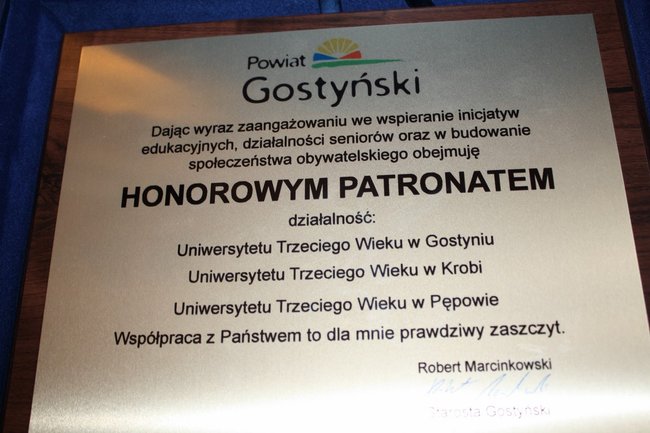 Powiat
Gostyński
Dając wyraz zaangażowaniu we wspieranie inicjatyw
edukacyjnych, działalności seniorów oraz w budowanie
społeczeństwa obywatelskiego obejmuję
HONOROWYM PATRONATEM
działalność:
Uniwersytetu Trzeciego Wieku w Gostyniu
Uniwersytetu Trzeciego Wieku w Krobi
Uniwersytetu Trzeciego Wieku w Pępowie
Współpraca z Państwem to dla mnie prawdziwy zaszczyt.
Robert Marcinkowski
Starosta Gostyński